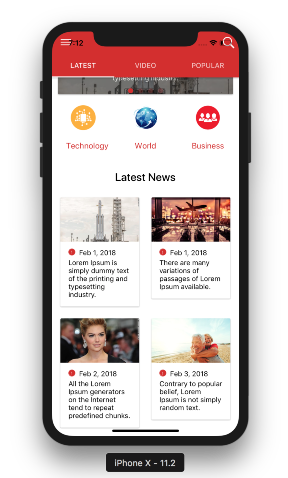 7:12
LATEST VIDEO POPULAR
typesetting industry.
Technology World Business
Latest News
Feb 1, 2018
Lorem Ipsum is
simply dummy text
of the printing and
typesetting
industry.
Feb 1, 2018
There are many
variations of
passages of Lorem
Ipsum available.
Feb 2, 2018
All the Lorem
Ipsum generators
on the Internet
tend to repeat
predefined chunks.
Feb 3, 2018
Contrary to popular
belief, Lorem
Ipsum is not simply
random text.
iPhone X - 11.2